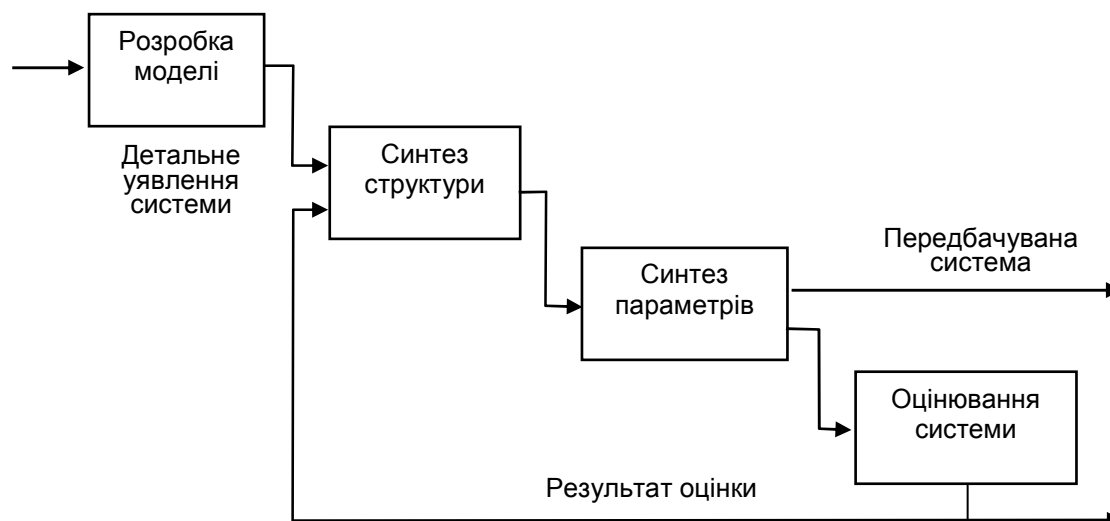 Розробка
моделі
Детальне
уявлення
системи
Синтез
структури
Синтез
параметрів
Передбачувана
система
Оцінювання
системи
Результат оцінки